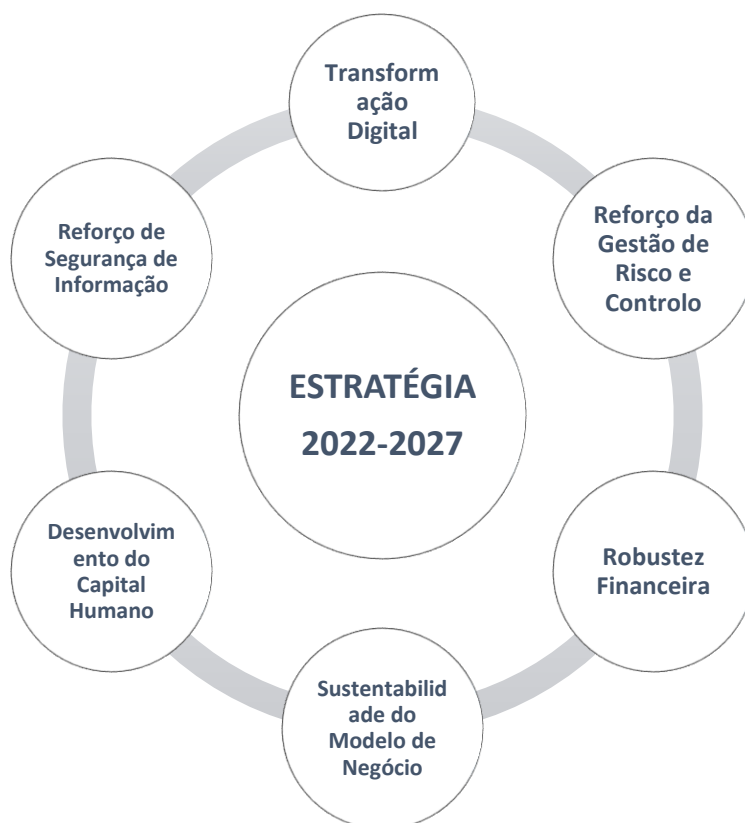 Transform
ação
Digital
Reforço da
Gestão de
Risco e
Controlo
Robustez
Financeira
Sustentabilid
ade do
Modelo de
Negócio
Desenvolvim
ento do
Capital
Humano
Reforço de
Segurança de
Informação
ESTRATÉGIA
2022-2027